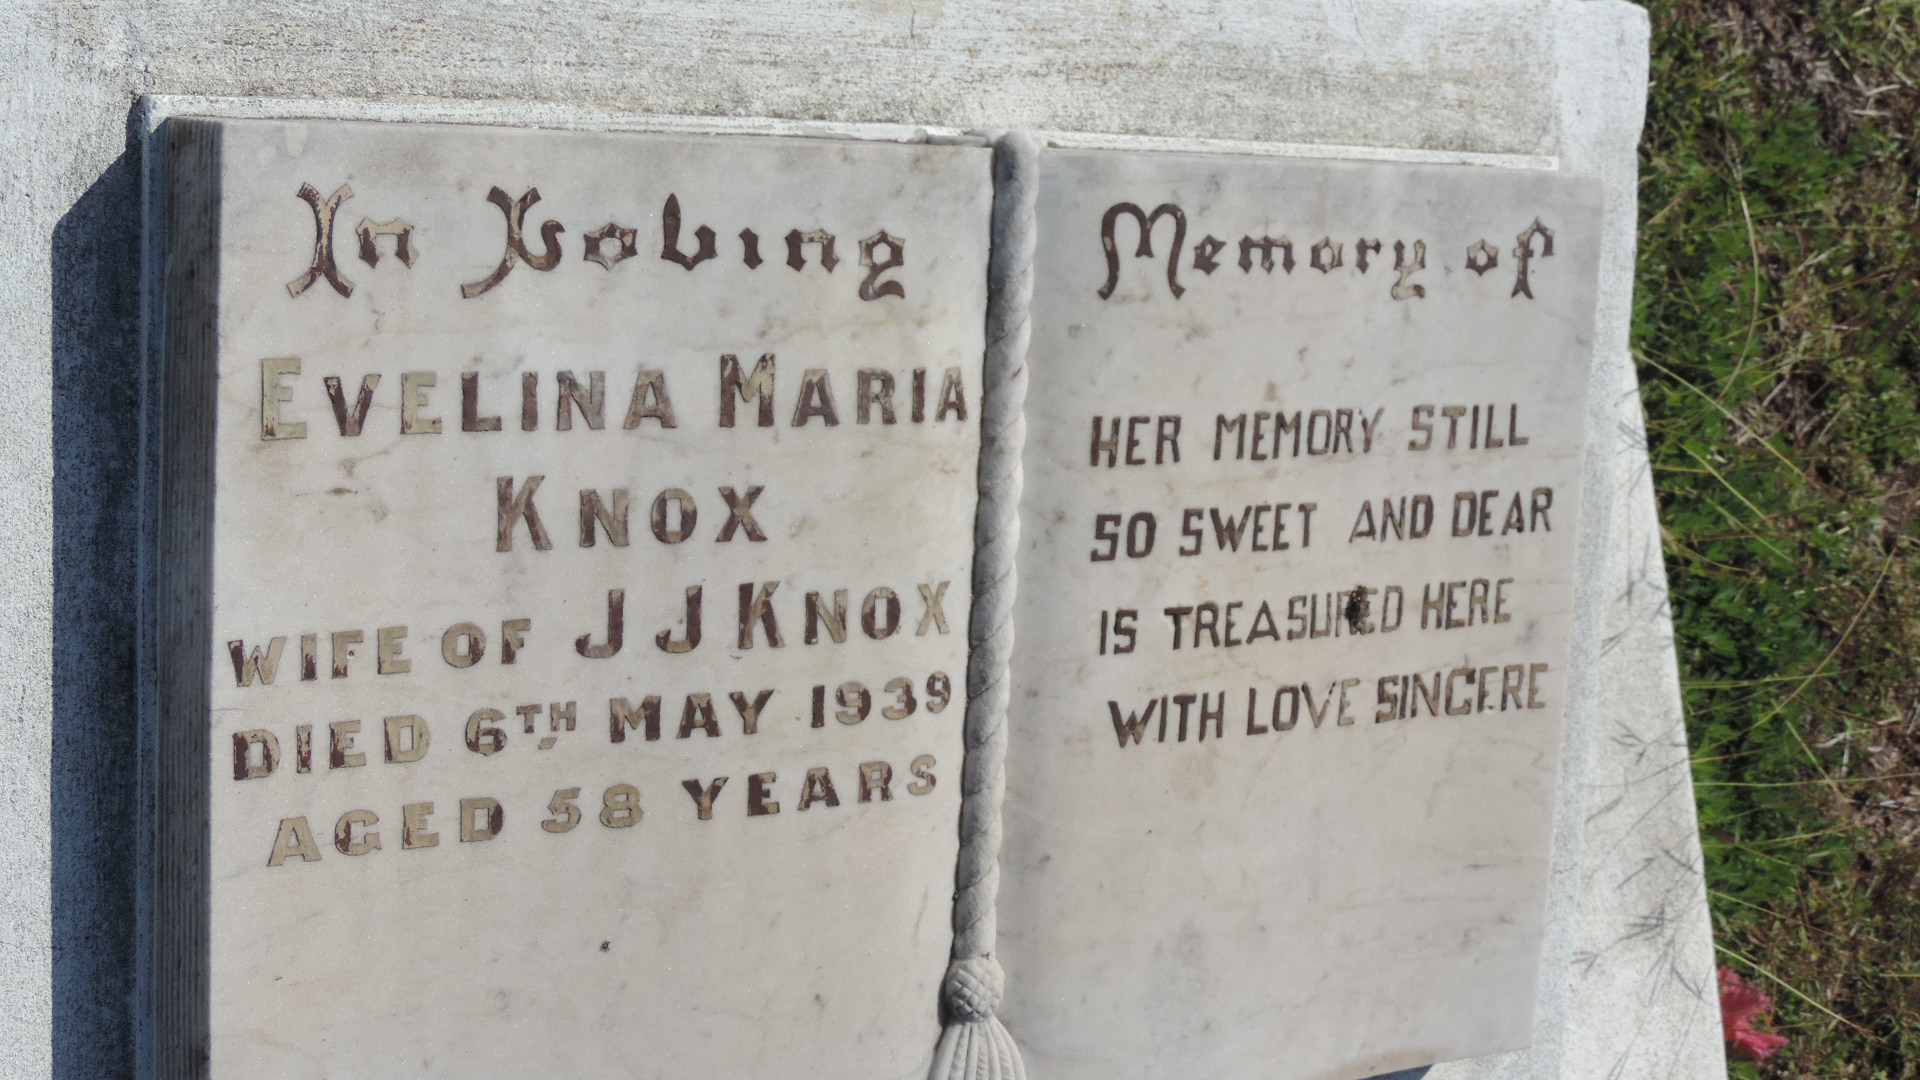 In Loving
EVELINA MARIA
KNOX
WIFE OF J J KNOX
DIED 6TH MAY 1939
AGED 58 YEARS
Memory of
HER MEMORY STILL
SO SWEET AND DEAR
IS TREASURED HERE
WITH LOVE SINCERE